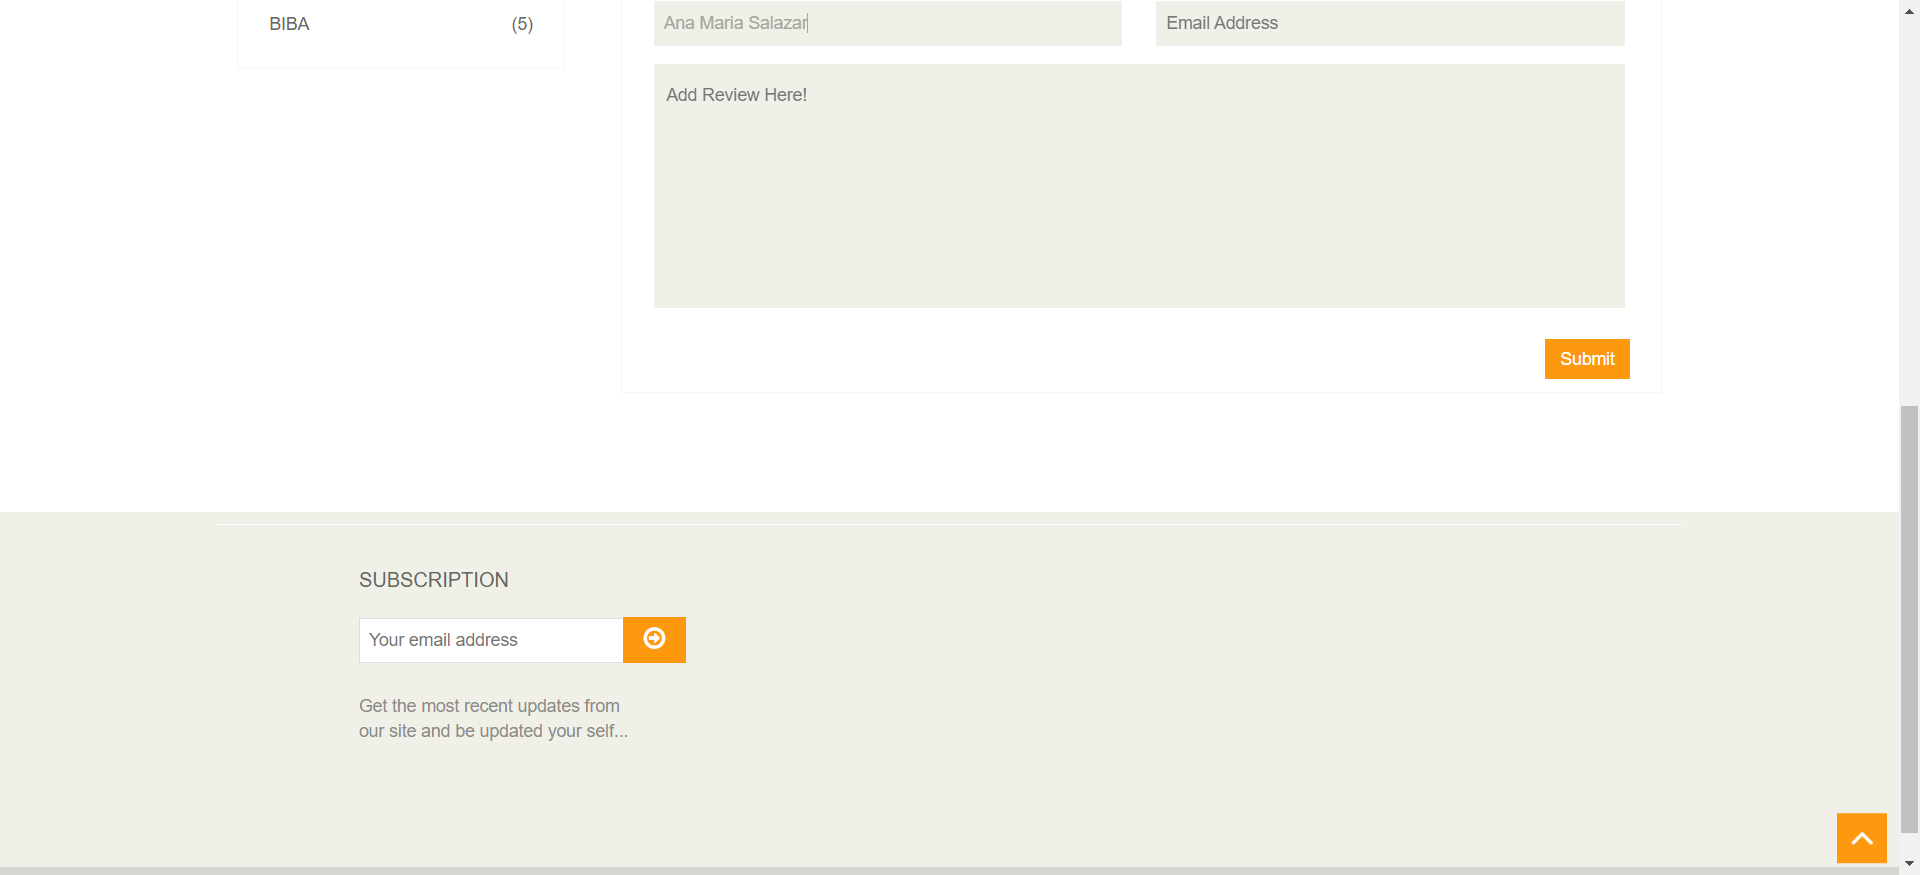 BIBA (5)
Ana Maria Salazar
Email Address
Add Review Here!
Submit
SUBSCRIPTION
Your email address
Get the most recent updates from
our site and be updated your self...